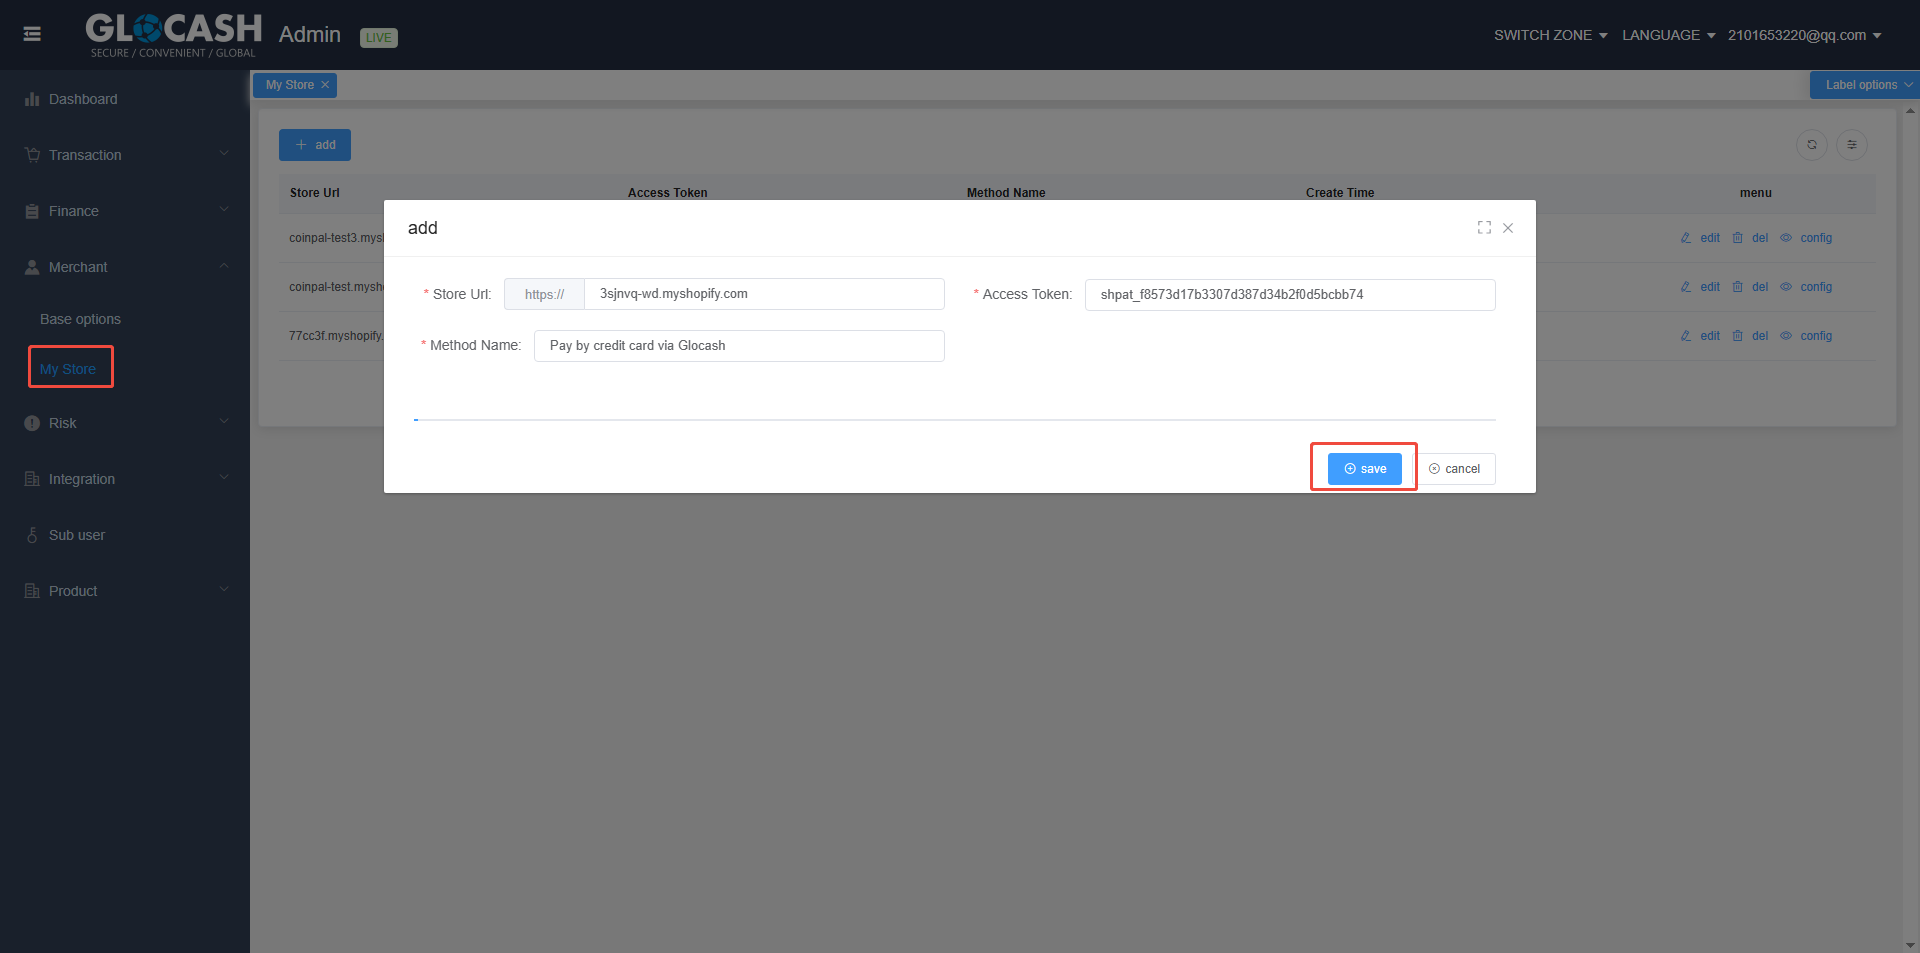 GLOCASH
SECURE / CONVENIENT / GLOBAL
Admin
LIVE
SWITCH ZONE
LANGUAGE
2101653220@qq.com
Dashboard
Transaction
Finance
Merchant
Base options
My Store
Risk
Integration
Sub user
Product
My Store
Label options
add
Store Url Access Token Method Name Create Time menu
coinpal-test3.mysh
edit del config
coinpal-test.mysho
edit del config
77cc3f.myshopify.
edit del config
add
* Store Url: https:// 3sjnvq-wd.myshopify.com
* Access Token: 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
* Method Name: Pay by credit card via Glocash
save cancel